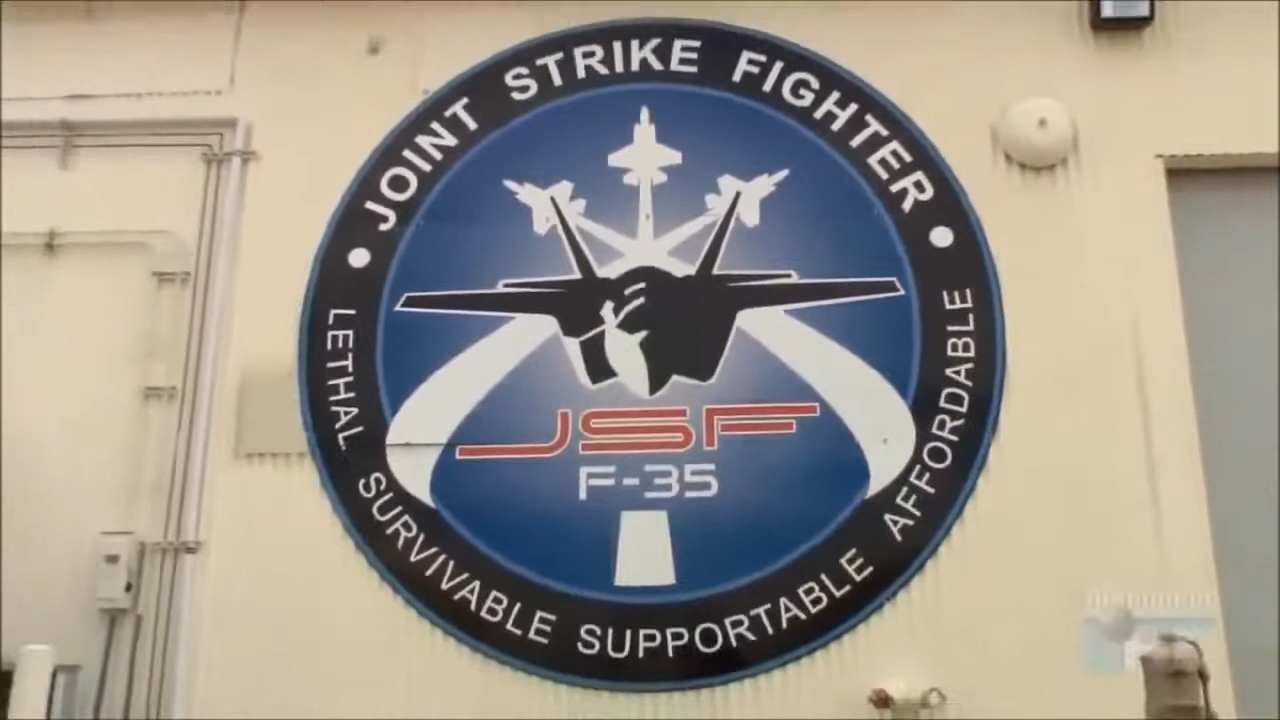 JOINT STRIKE FIGHTER
JSF
F-35
LETHAL SURVIVABLE SUPPORTABLE AFFORDABLE